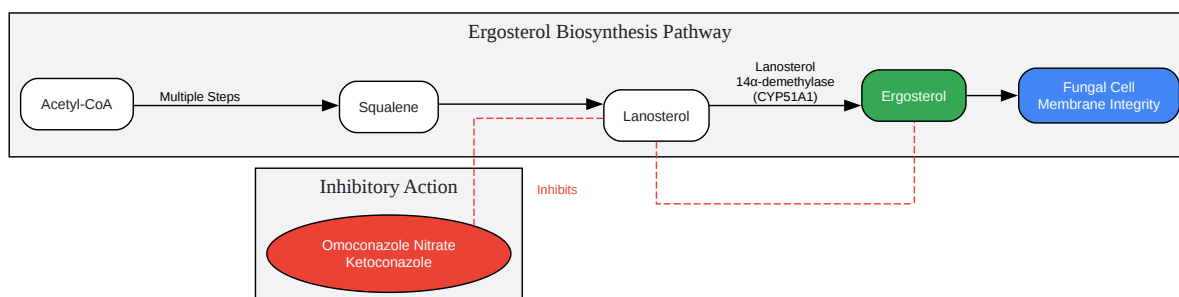 Ergosterol Biosynthesis Pathway
Acetyl-CoA
Multiple Steps
Squalene
Lanosterol
Lanosterol
14α-demethylase
(CYP51A1)
Ergosterol
Fungal Cell
Membrane Integrity
Inhibitory Action
Inhibits
Omoconazole Nitrate
Ketoconazole